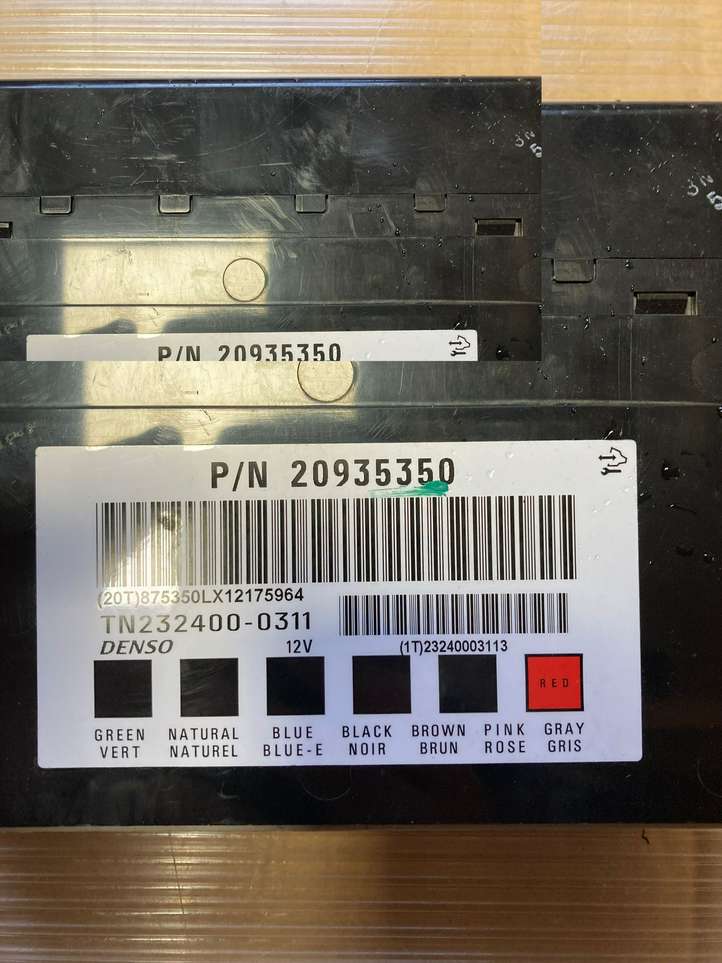 P/N 20935350
P/N 20935350
(20T)875350LX12175964
TN232400-0311
DENSO 12V (1T)23240003113
RED
GREEN NATURAL BLUE BLACK BROWN PINK GRAY
VERT NATUREL BLUE-E NOIR BRUN ROSE GRIS